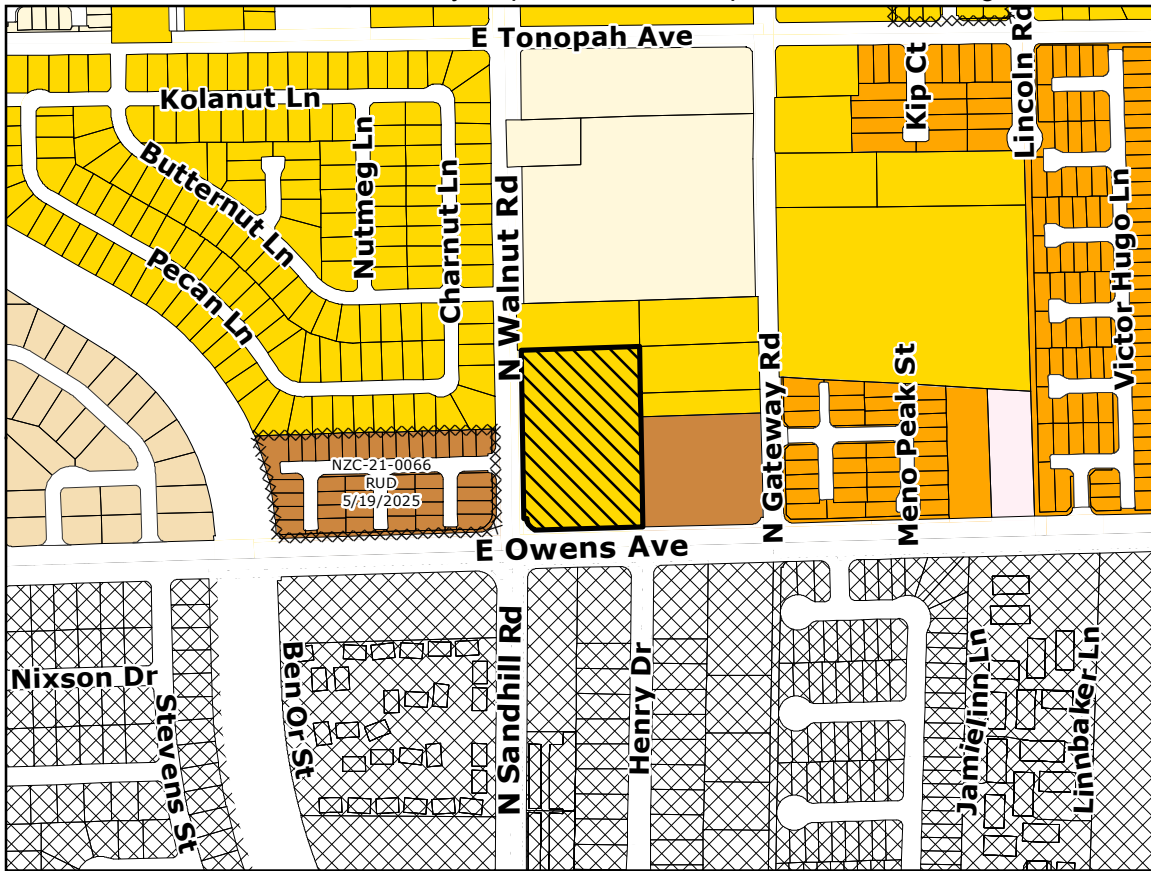 E Tonopah Ave
Kolanut Ln
Nutmeg Ln
Butternut Ln
Charnut Ln
Pecan Ln
N Walnut Rd
Kip Ct
Lincoln Rd
Victor Hugo Ln
N Gateway Rd
Meno Peak St
NZC-21-0066
RUD
5/19/2025
E Owens Ave
Nixson Dr
Stevens St
Ben Or St
N Sandhill Rd
Henry Dr
Jamielinn Ln
Linnbaker Ln